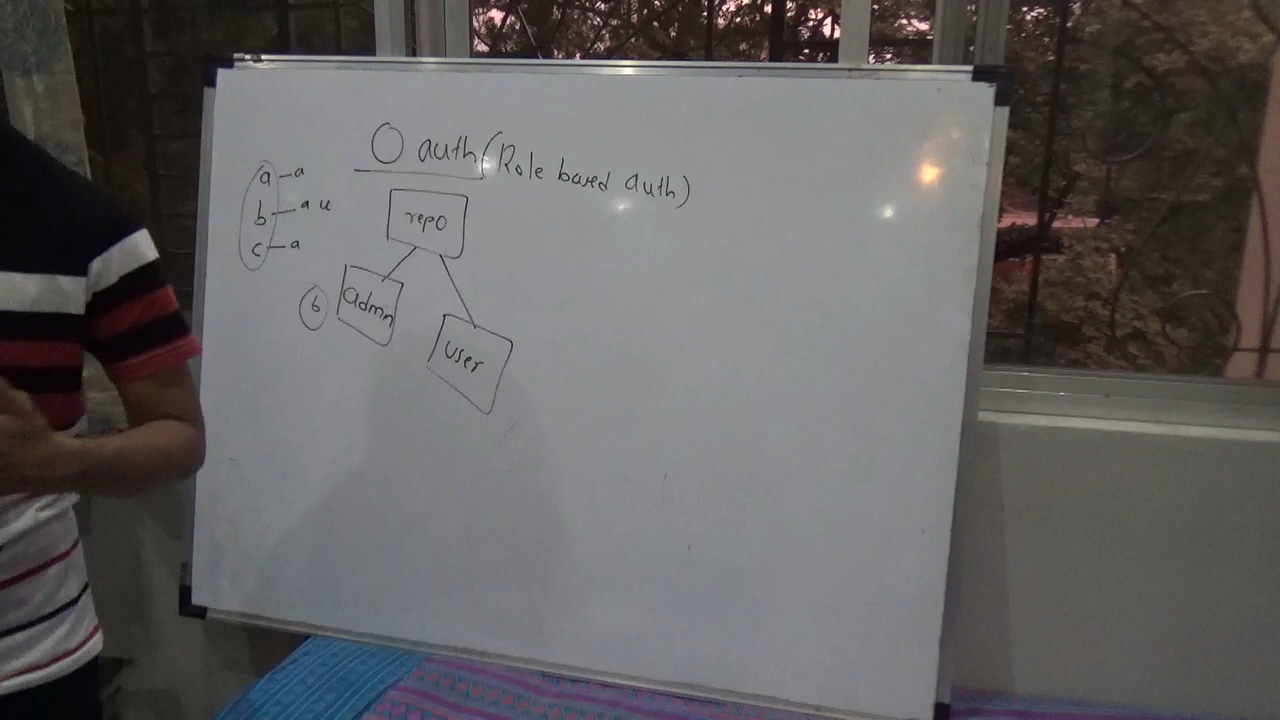 O auth (Role based auth)
a - a
b - a u
c - a
repo
b
admn
user